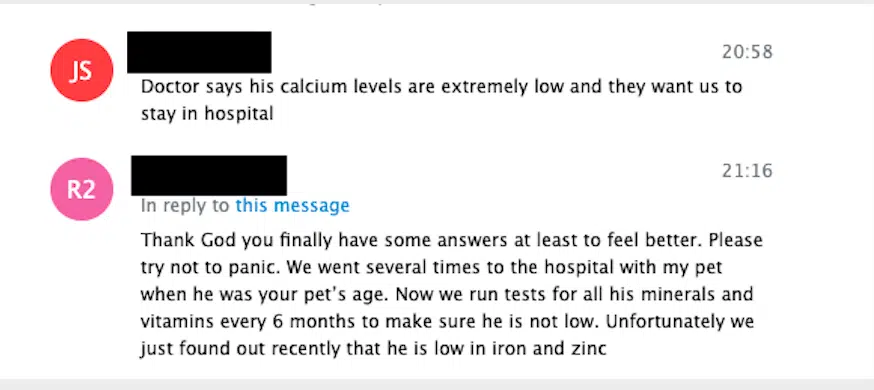 JS
20:58
Doctor says his calcium levels are extremely low and they want us to
stay in hospital
R2
21:16
In reply to this message
Thank God you finally have some answers at least to feel better. Please
try not to panic. We went several times to the hospital with my pet
when he was your pet’s age. Now we run tests for all his minerals and
vitamins every 6 months to make sure he is not low. Unfortunately we
just found out recently that he is low in iron and zinc